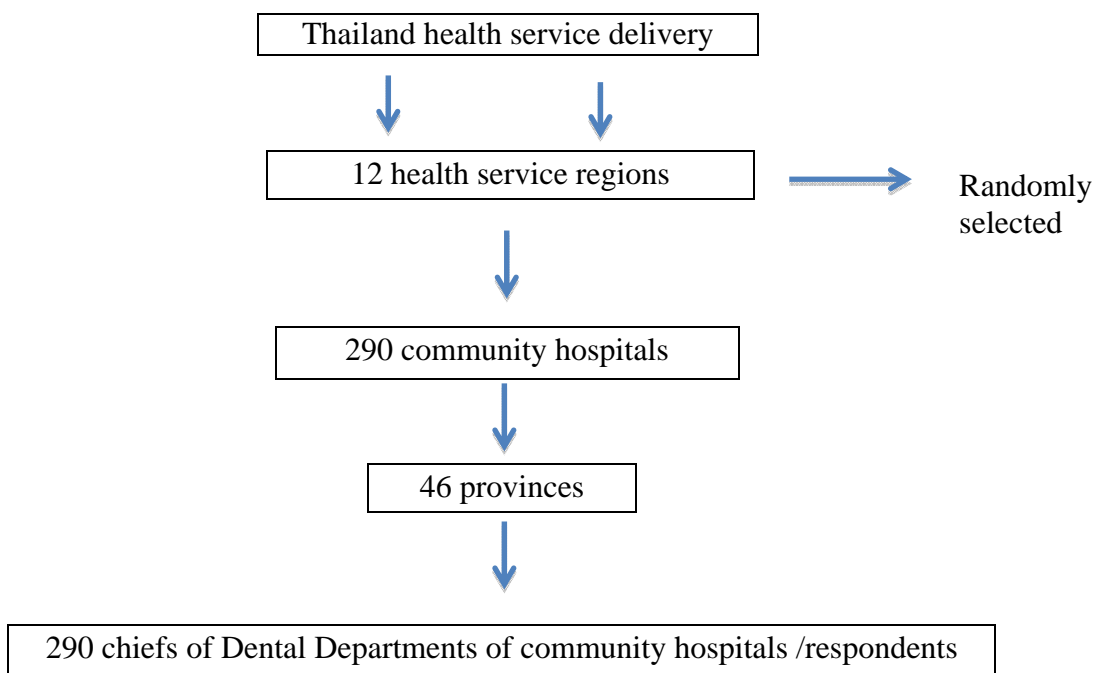 Thailand health service delivery
12 health service regions
Randomly
selected
290 community hospitals
46 provinces
290 chiefs of Dental Departments of community hospitals /respondents